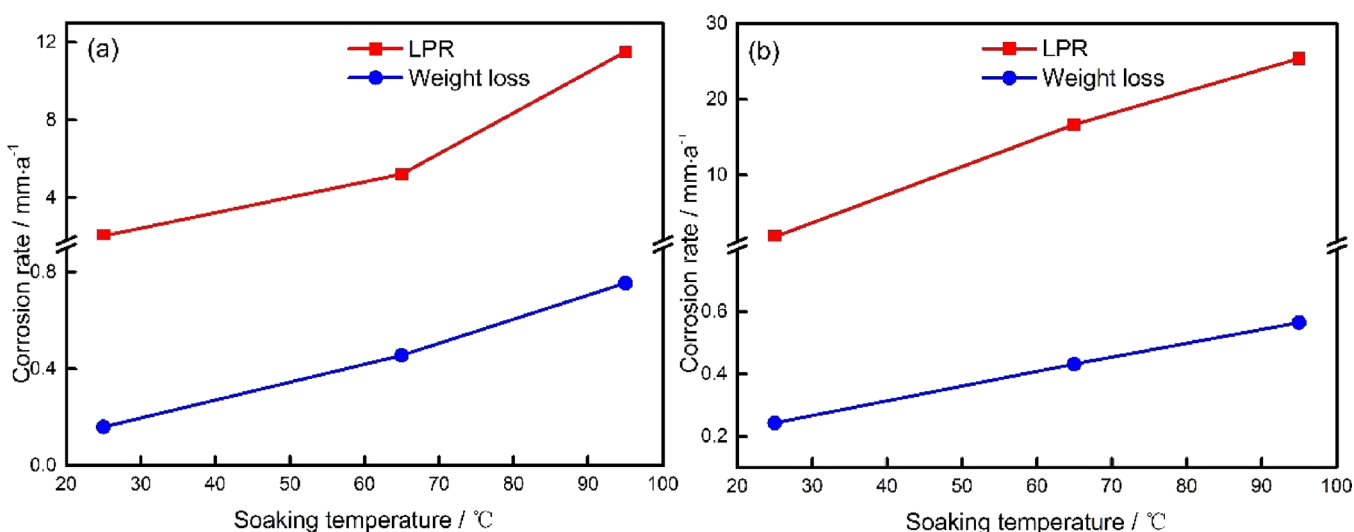 (a)
LPR
Weight loss
Corrosion rate / mm·a⁻¹
12
8
4
0.8
0.4
0.0
20 30 40 50 60 70 80 90 100
Soaking temperature / ℃
(b)
LPR
Weight loss
Corrosion rate / mm·a⁻¹
30
20
10
0.6
0.4
0.2
20 30 40 50 60 70 80 90 100
Soaking temperature / ℃